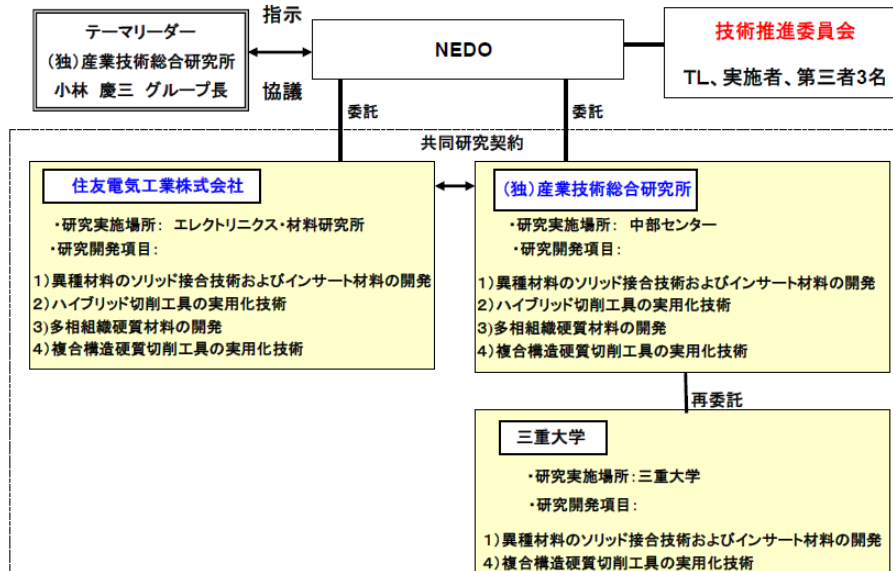 テーマリーダー
(独)産業技術総合研究所
小林 慶三 グループ長
指示
協議
NEDO
技術推進委員会
TL、実施者、第三者3名
委託
委託
共同研究契約
住友電気工業株式会社
・研究実施場所: エレクトリニクス・材料研究所
・研究開発項目:
1)異種材料のソリッド接合技術およびインサート材料の開発
2)ハイブリッド切削工具の実用化技術
3)多相組織硬質材料の開発
4)複合構造硬質切削工具の実用化技術
(独)産業技術総合研究所
・研究実施場所: 中部センター
・研究開発項目:
1)異種材料のソリッド接合技術およびインサート材料の開発
2)ハイブリッド切削工具の実用化技術
3)多相組織硬質材料の開発
4)複合構造硬質切削工具の実用化技術
再委託
三重大学
・研究実施場所:三重大学
・研究開発項目:
1)異種材料のソリッド接合技術およびインサート材料の開発
4)複合構造硬質切削工具の実用化技術